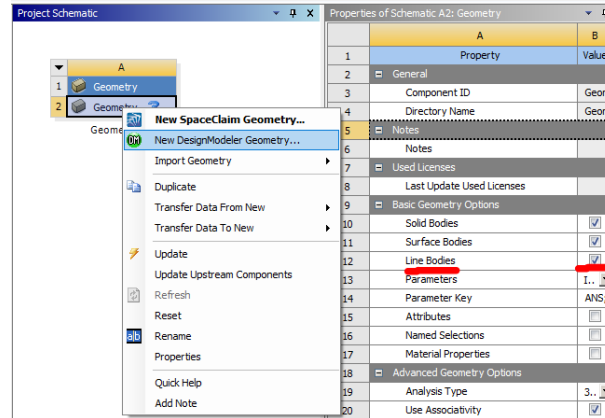 Project Schematic
A
1 Geometry
2 Geometry
Geome
New SpaceClaim Geometry...
New DesignModeler Geometry...
Import Geometry
Duplicate
Transfer Data From New
Transfer Data To New
Update
Update Upstream Components
Refresh
Reset
Rename
Properties
Quick Help
Add Note
Properties of Schematic A2: Geometry
A B
1 Property Value
2 General
3 Component ID Geor
4 Directory Name Geor
5 Notes
6 Notes
7 Used Licenses
8 Last Update Used Licenses
9 Basic Geometry Options
10 Solid Bodies
11 Surface Bodies
12 Line Bodies
13 Parameters I..
14 Parameter Key ANS;
15 Attributes
16 Named Selections
17 Material Properties
18 Advanced Geometry Options
19 Analysis Type 3..
20 Use Associativity